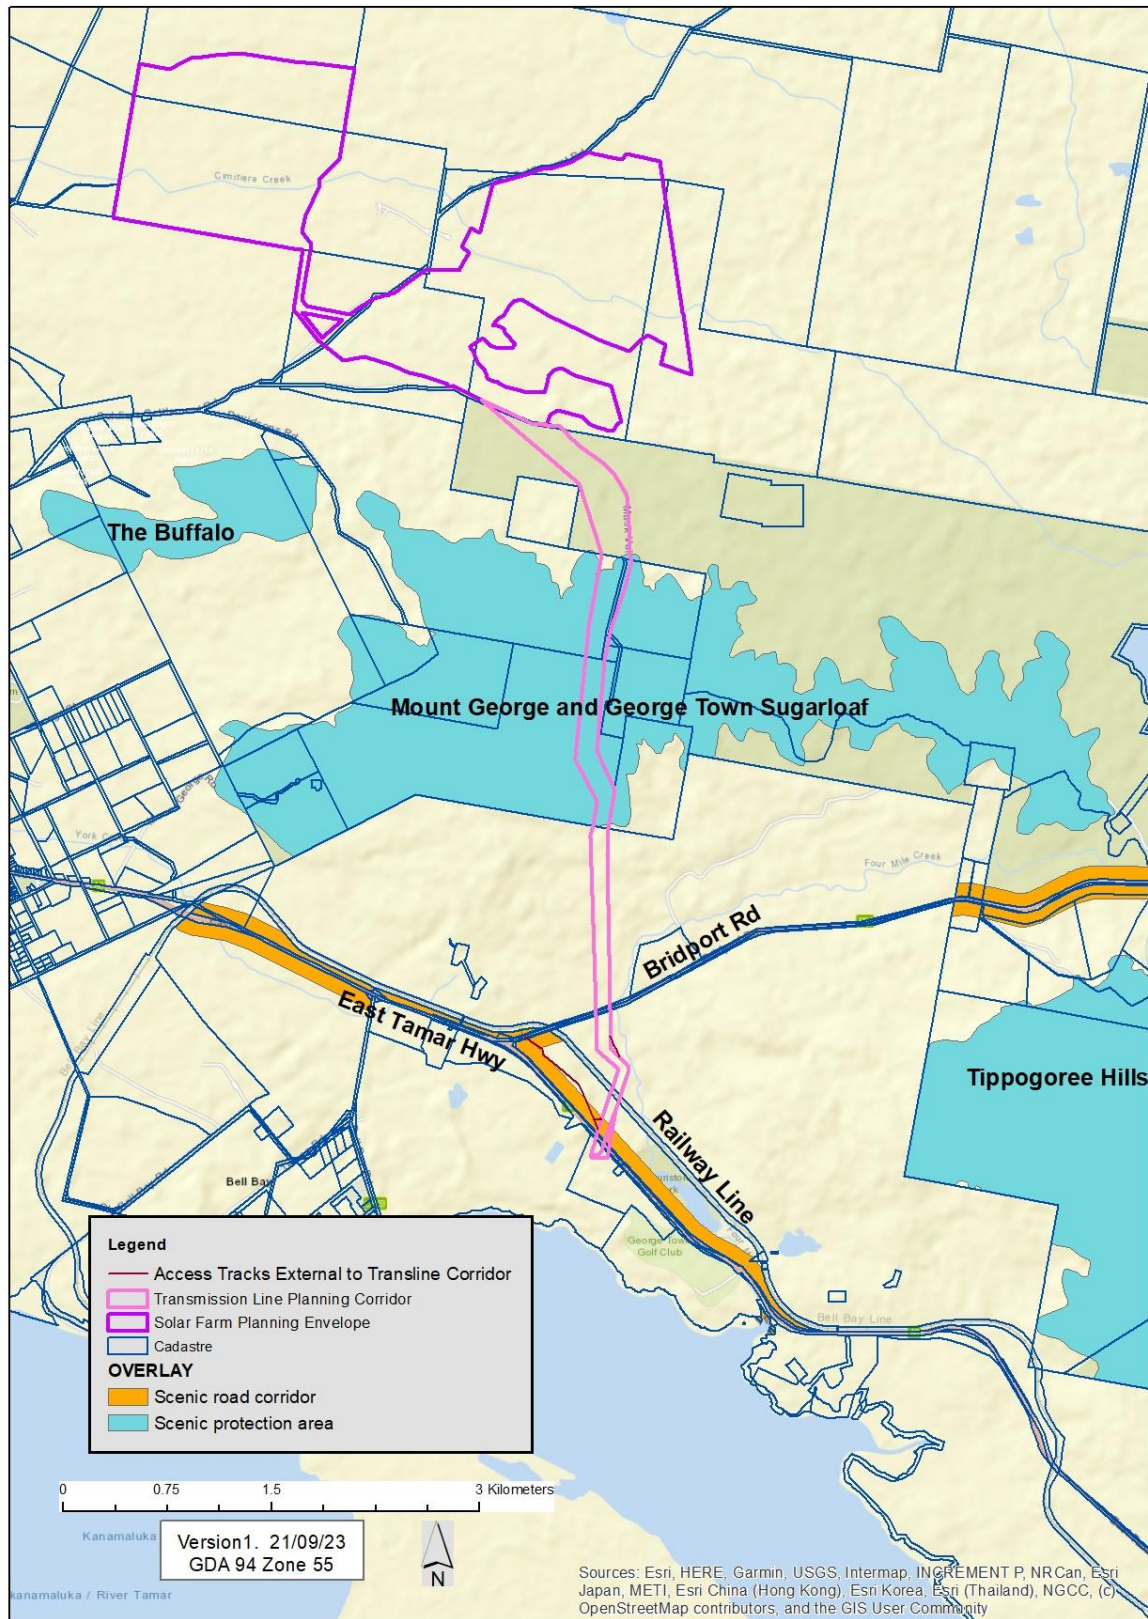 Cimitiere Creek
Davidsons Rd
The Buffalo
Mount George and George Town Sugarloaf
Four Mile Creek
Bridport Rd
East Tamar Hwy
Bell Bay Line
Tippogoree Hills
Railway Line
Bell Bay
George Town
Golf Club
Bell Bay Line
Legend
Access Tracks External to Transline Corridor
Transmission Line Planning Corridor
Solar Farm Planning Envelope
Cadastre
OVERLAY
Scenic road corridor
Scenic protection area
0 0.75 1.5 3 Kilometers
Kanamaluka
Version1. 21/09/23
GDA 94 Zone 55
N
kanamaluka / River Tamar
Sources: Esri, HERE, Garmin, USGS, Intermap, INCREMENT P, NRCan, Esri
Japan, METI, Esri China (Hong Kong), Esri Korea, Esri (Thailand), NGCC, (c)
OpenStreetMap contributors, and the GIS User Community